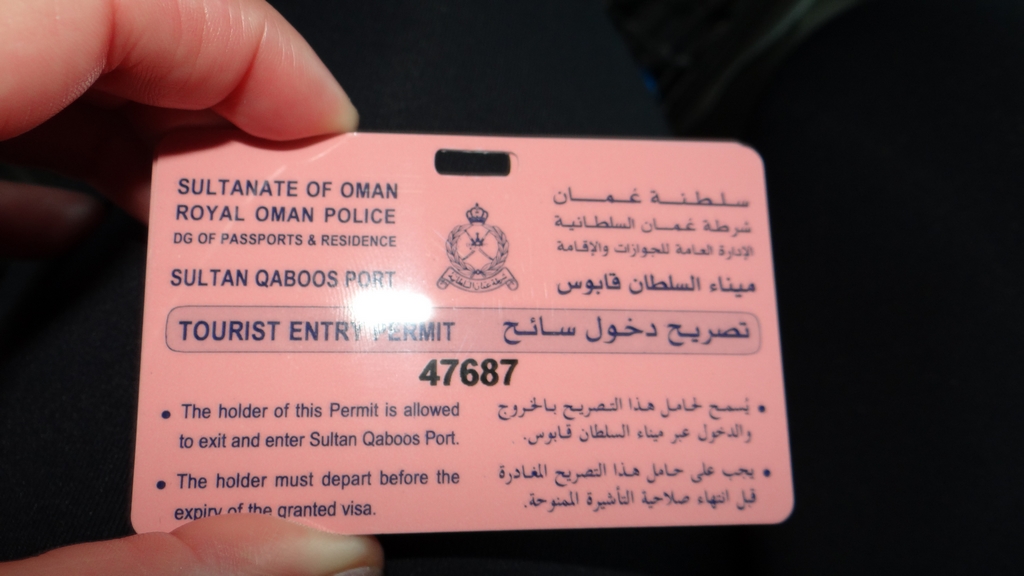 SULTANATE OF OMAN
ROYAL OMAN POLICE
DG OF PASSPORTS & RESIDENCE
SULTAN QABOOS PORT
سلطنة عمان
شرطة عمان السلطانية
الإدارة العامة للجوازات والإقامة
ميناء السلطان قابوس
TOURIST ENTRY PERMIT تصريح دخول سائح
47687
• The holder of this Permit is allowed
to exit and enter Sultan Qaboos Port.
• The holder must depart before the
expiry of the granted visa.
• يُسمح لحامل هذا التصريح بالخروج
والدخول عبر ميناء السلطان قابوس.
• يجب على حامل هذا التصريح المغادرة
قبل انتهاء صلاحية التأشيرة الممنوحة.